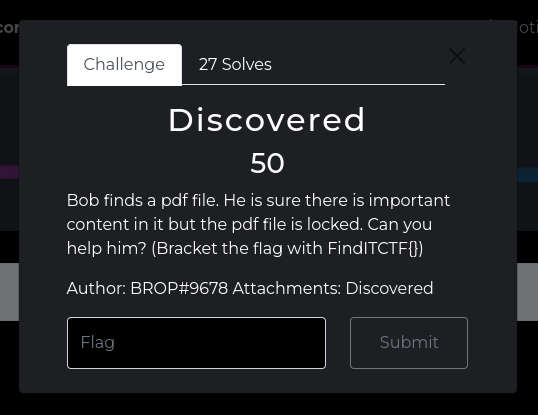 Challenge
27 Solves
Discovered
50
Bob finds a pdf file. He is sure there is important
content in it but the pdf file is locked. Can you
help him? (Bracket the flag with FindITCTF{})
Author: BROP#9678 Attachments: Discovered
Flag
Submit